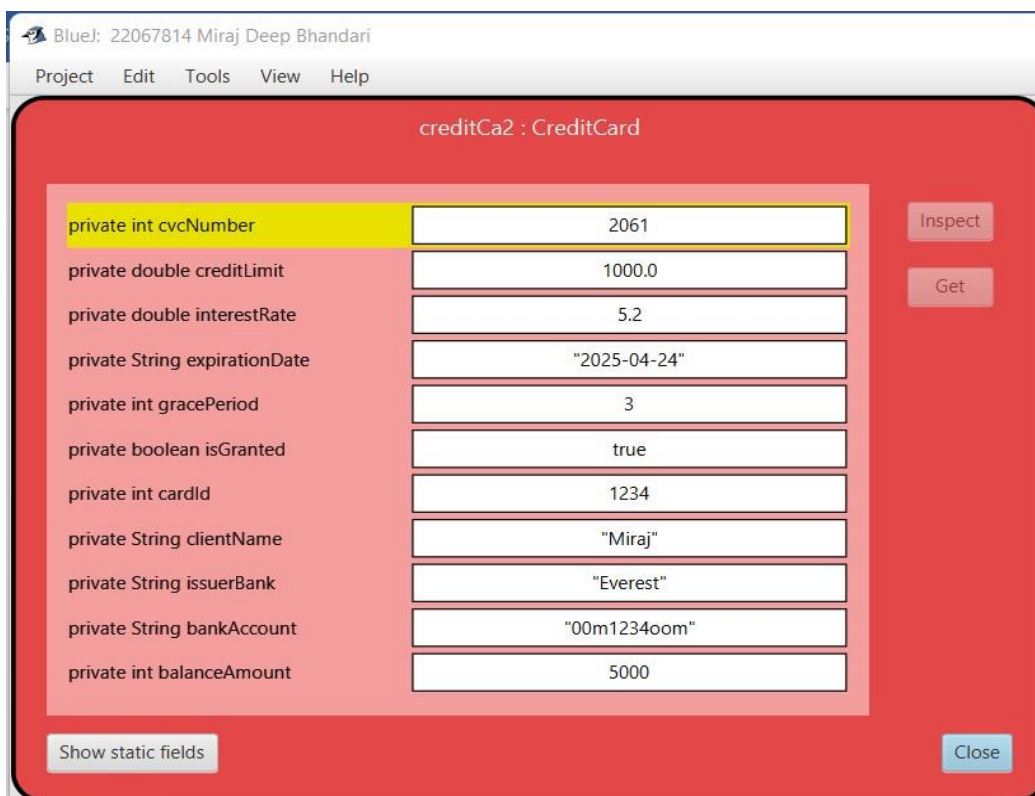 BlueJ: 22067814 Miraj Deep Bhandari
Project Edit Tools View Help
creditCa2 : CreditCard
private int cvcNumber 2061
Inspect
private double creditLimit 1000.0
Get
private double interestRate 5.2
private String expirationDate "2025-04-24"
private int gracePeriod 3
private boolean isGranted true
private int cardId 1234
private String clientName "Miraj"
private String issuerBank "Everest"
private String bankAccount "00m1234oom"
private int balanceAmount 5000
Show static fields Close